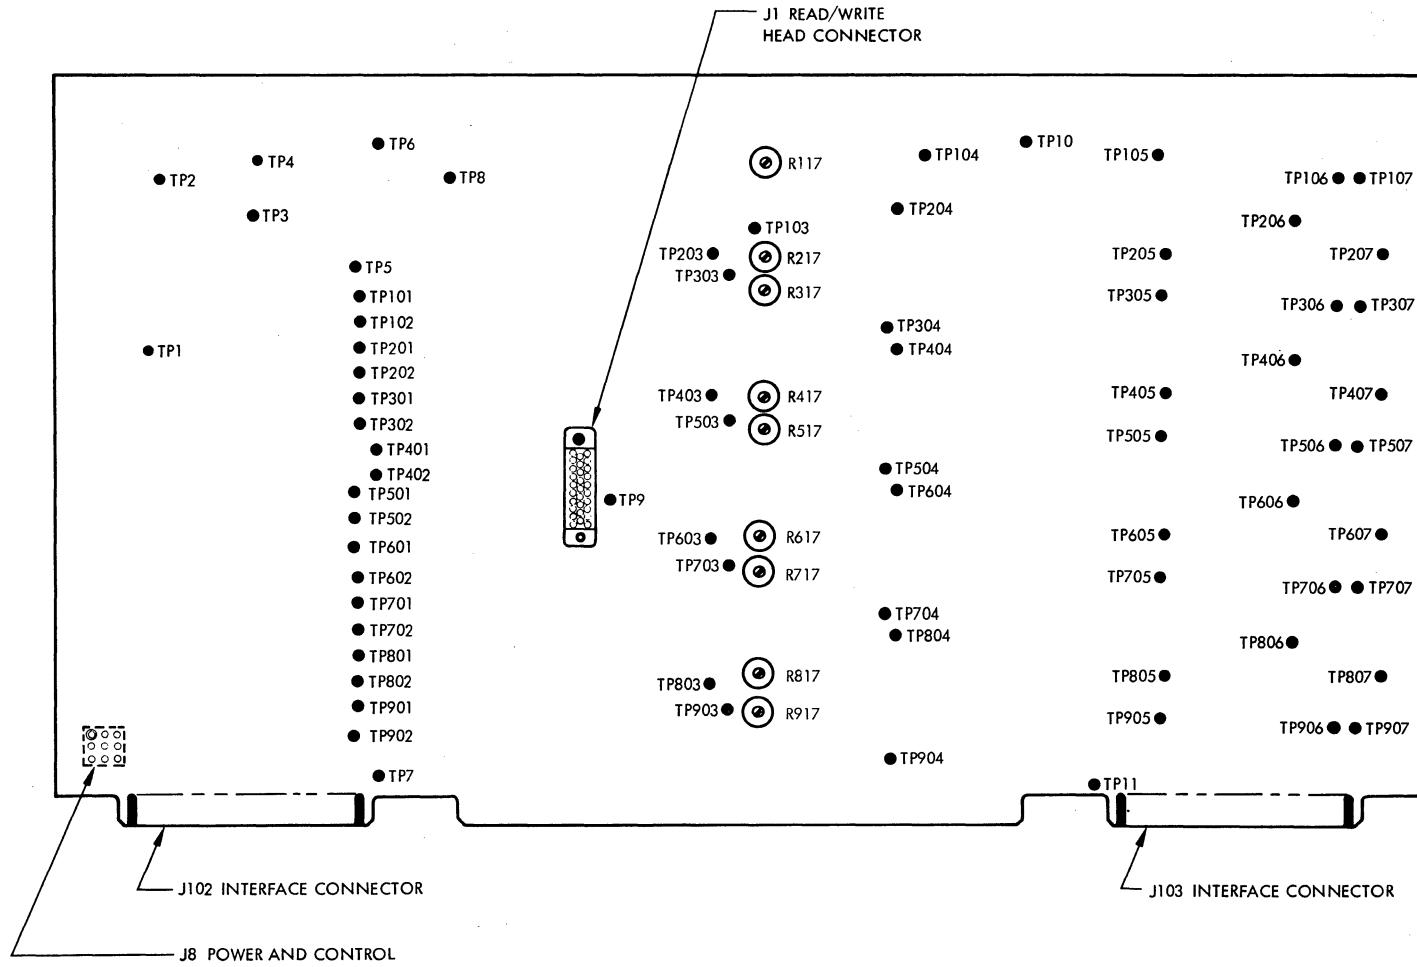 J1 READ/WRITE
HEAD CONNECTOR
TP6
TP10
TP4
R117
TP104
TP105
TP2
TP8
TP106
TP107
TP3
TP204
TP206
TP103
TP203
R217
TP205
TP207
TP5
TP303
R317
TP305
TP101
TP306
TP307
TP102
TP304
TP1
TP201
TP404
TP406
TP202
TP301
TP403
R417
TP405
TP407
TP302
TP503
R517
TP505
TP401
TP506
TP507
TP402
TP504
TP501
TP9
TP604
TP606
TP502
TP601
TP603
R617
TP605
TP607
TP602
TP703
R717
TP705
TP701
TP706
TP707
TP702
TP704
TP801
TP804
TP806
TP802
TP803
R817
TP805
TP807
TP901
TP903
R917
TP905
TP902
TP906
TP907
TP904
TP7
TP11
J102 INTERFACE CONNECTOR
J103 INTERFACE CONNECTOR
J8 POWER AND CONTROL